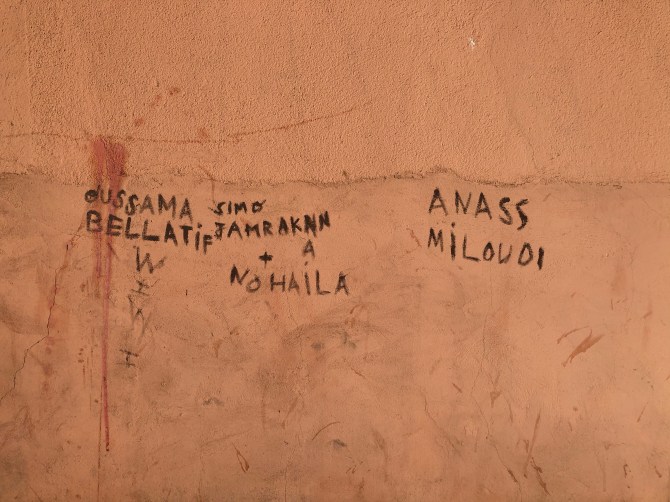 OUSSAMA
BELLATiF
W
SIMO
JAMRAKNN
A
+
NOHAiLA
ANASS
MiLOUDI